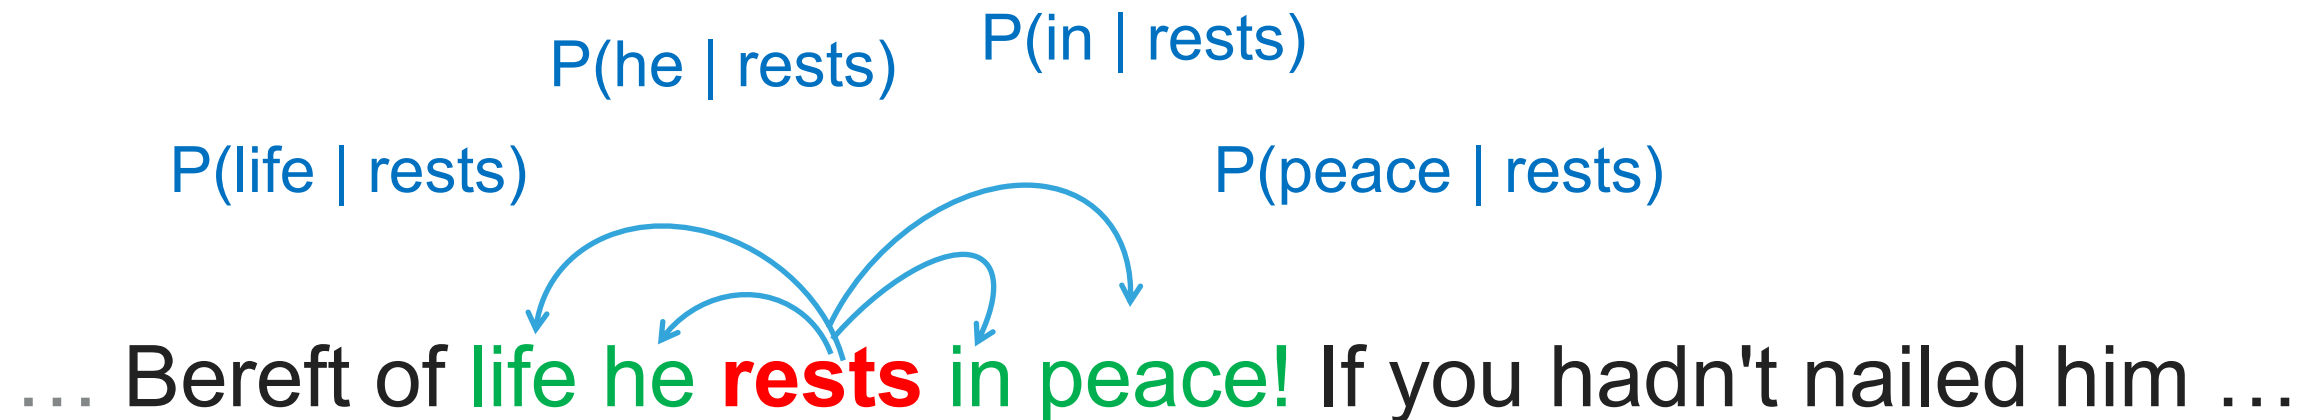 P(in | rests)
P(he | rests)
P(life | rests)
P(peace | rests)
… Bereft of life he rests in peace! If you hadn't nailed him …